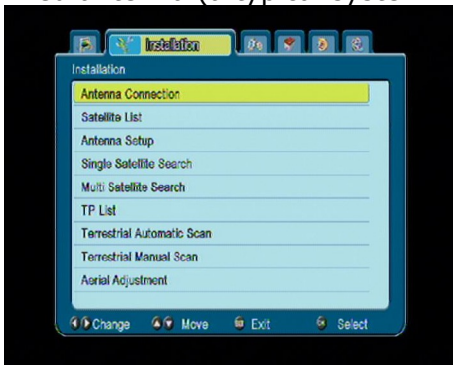 Installation
Installation
Antenna Connection
Satellite List
Antenna Setup
Single Satellite Search
Multi Satellite Search
TP List
Terrestrial Automatic Scan
Terrestrial Manual Scan
Aerial Adjustment
Change Move Exit Select